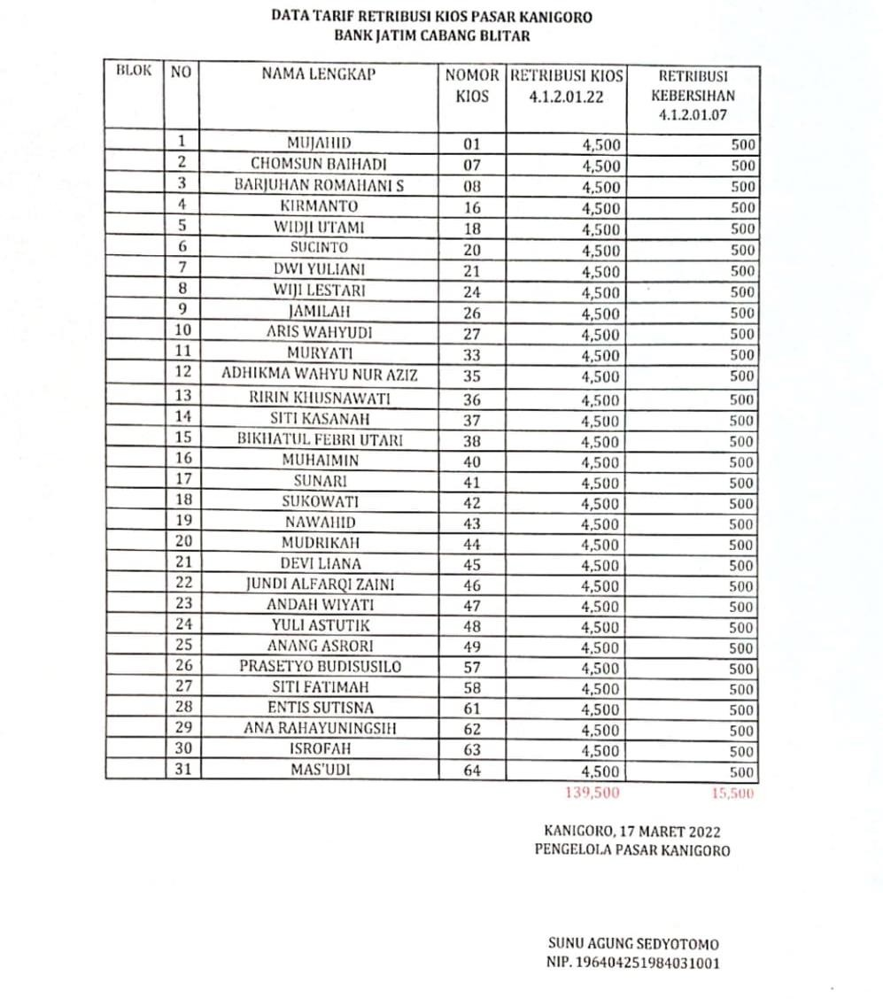 DATA TARIF RETRIBUSI KIOS PASAR KANIGORO
BANK JATIM CABANG BLITAR
BLOK NO NAMA LENGKAP NOMOR KIOS RETRIBUSI KIOS 4.1.2.01.22 RETRIBUSI KEBERSIHAN 4.1.2.01.07
1 MUJAHID 01 4,500 500
2 CHOMSUN BAIHADI 07 4,500 500
3 BARJUHAN ROMAHANI S 08 4,500 500
4 KIRMANTO 16 4,500 500
5 WIDJI UTAMI 18 4,500 500
6 SUCINTO 20 4,500 500
7 DWI YULIANI 21 4,500 500
8 WIJI LESTARI 24 4,500 500
9 JAMILAH 26 4,500 500
10 ARIS WAHYUDI 27 4,500 500
11 MURYATI 33 4,500 500
12 ADHIKMA WAHYU NUR AZIZ 35 4,500 500
13 RIRIN KHUSNAWATI 36 4,500 500
14 SITI KASANAH 37 4,500 500
15 BIKHATUL FEBRI UTARI 38 4,500 500
16 MUHAIMIN 40 4,500 500
17 SUNARI 41 4,500 500
18 SUKOWATI 42 4,500 500
19 NAWAHID 43 4,500 500
20 MUDRIKAH 44 4,500 500
21 DEVI LIANA 45 4,500 500
22 JUNDI ALFARQI ZAINI 46 4,500 500
23 ANDAH WIYATI 47 4,500 500
24 YULI ASTUTIK 48 4,500 500
25 ANANG ASRORI 49 4,500 500
26 PRASETYO BUDISUSILO 57 4,500 500
27 SITI FATIMAH 58 4,500 500
28 ENTIS SUTISNA 61 4,500 500
29 ANA RAHAYUNINGSIH 62 4,500 500
30 ISROFAH 63 4,500 500
31 MAS'UDI 64 4,500 500
139,500 15,500
KANIGORO, 17 MARET 2022
PENGELOLA PASAR KANIGORO
SUNU AGUNG SEDYOTOMO
NIP. 196404251984031001